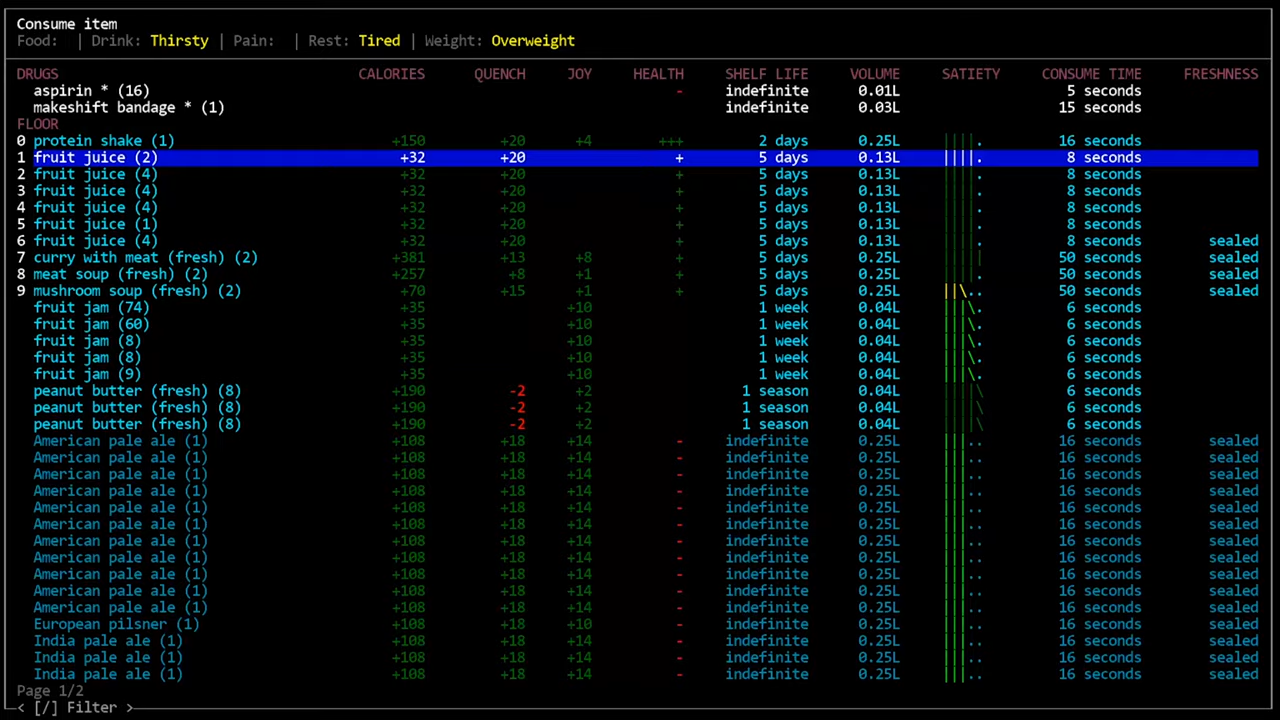 Consume item
Food:  | Drink: Thirsty | Pain:  | Rest: Tired | Weight: Overweight
DRUGS CALORIES QUENCH JOY HEALTH SHELF LIFE VOLUME SATIETY CONSUME TIME FRESHNESS
aspirin * (16) - indefinite 0.01L 5 seconds
makeshift bandage * (1) indefinite 0.03L 15 seconds
FLOOR
0 protein shake (1) +150 +20 +4 +++ 2 days 0.25L ||||. 16 seconds
1 fruit juice (2) +32 +20 + 5 days 0.13L ||||. 8 seconds
2 fruit juice (4) +32 +20 + 5 days 0.13L ||||. 8 seconds
3 fruit juice (4) +32 +20 + 5 days 0.13L ||||. 8 seconds
4 fruit juice (4) +32 +20 + 5 days 0.13L ||||. 8 seconds
5 fruit juice (1) +32 +20 + 5 days 0.13L ||||. 8 seconds
6 fruit juice (4) +32 +20 + 5 days 0.13L ||||. 8 seconds sealed
7 curry with meat (fresh) (2) +381 +13 +8 + 5 days 0.25L ||||| 50 seconds sealed
8 meat soup (fresh) (2) +257 +8 +1 + 5 days 0.25L ||||. 50 seconds sealed
9 mushroom soup (fresh) (2) +70 +15 +1 + 5 days 0.25L ||\.. 50 seconds sealed
fruit jam (74) +35 +10 1 week 0.04L |||\. 6 seconds
fruit jam (60) +35 +10 1 week 0.04L |||\. 6 seconds
fruit jam (8) +35 +10 1 week 0.04L |||\. 6 seconds
fruit jam (8) +35 +10 1 week 0.04L |||\. 6 seconds
fruit jam (9) +35 +10 1 week 0.04L |||\. 6 seconds
peanut butter (fresh) (8) +190 -2 +2 1 season 0.04L ||||\ 6 seconds
peanut butter (fresh) (8) +190 -2 +2 1 season 0.04L ||||\ 6 seconds
peanut butter (fresh) (8) +190 -2 +2 1 season 0.04L ||||\ 6 seconds
American pale ale (1) +108 +18 +14 - indefinite 0.25L |||.. 16 seconds sealed
American pale ale (1) +108 +18 +14 - indefinite 0.25L |||.. 16 seconds sealed
American pale ale (1) +108 +18 +14 - indefinite 0.25L |||.. 16 seconds sealed
American pale ale (1) +108 +18 +14 - indefinite 0.25L |||.. 16 seconds sealed
American pale ale (1) +108 +18 +14 - indefinite 0.25L |||.. 16 seconds sealed
American pale ale (1) +108 +18 +14 - indefinite 0.25L |||.. 16 seconds sealed
American pale ale (1) +108 +18 +14 - indefinite 0.25L |||.. 16 seconds sealed
American pale ale (1) +108 +18 +14 - indefinite 0.25L |||.. 16 seconds sealed
American pale ale (1) +108 +18 +14 - indefinite 0.25L |||.. 16 seconds sealed
American pale ale (1) +108 +18 +14 - indefinite 0.25L |||.. 16 seconds sealed
American pale ale (1) +108 +18 +14 - indefinite 0.25L |||.. 16 seconds sealed
European pilsner (1) +108 +18 +10 - indefinite 0.25L |||.. 16 seconds sealed
India pale ale (1) +108 +18 +14 - indefinite 0.25L |||.. 16 seconds sealed
India pale ale (1) +108 +18 +14 - indefinite 0.25L |||.. 16 seconds sealed
India pale ale (1) +108 +18 +14 - indefinite 0.25L |||.. 16 seconds sealed
Page 1/2
< [/] Filter >